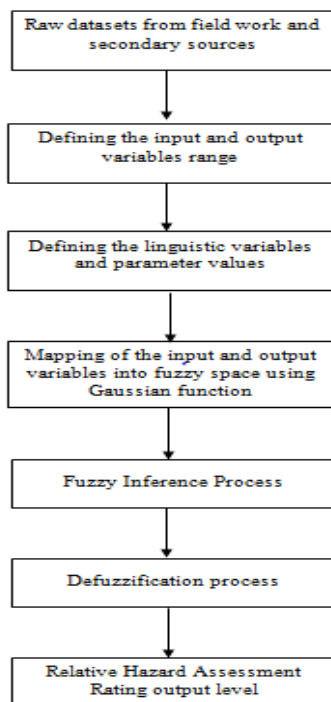 Raw datasets from field work and
secondary sources
Defining the input and output
variables range
Defining the linguistic variables
and parameter values
Mapping of the input and output
variables into fuzzy space using
Gaussian function
Fuzzy Inference Process
Defuzzification process
Relative Hazard Assessment
Rating output level